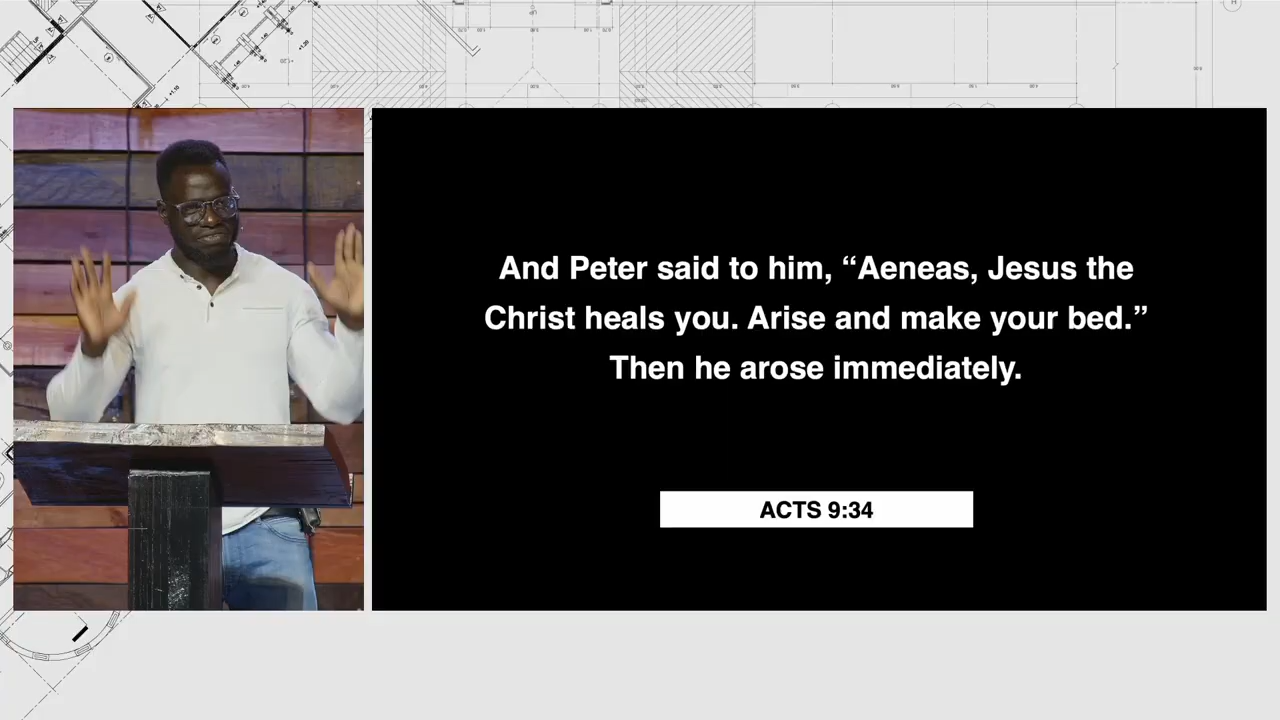 And Peter said to him, “Aeneas, Jesus the
Christ heals you. Arise and make your bed.”
Then he arose immediately.
ACTS 9:34